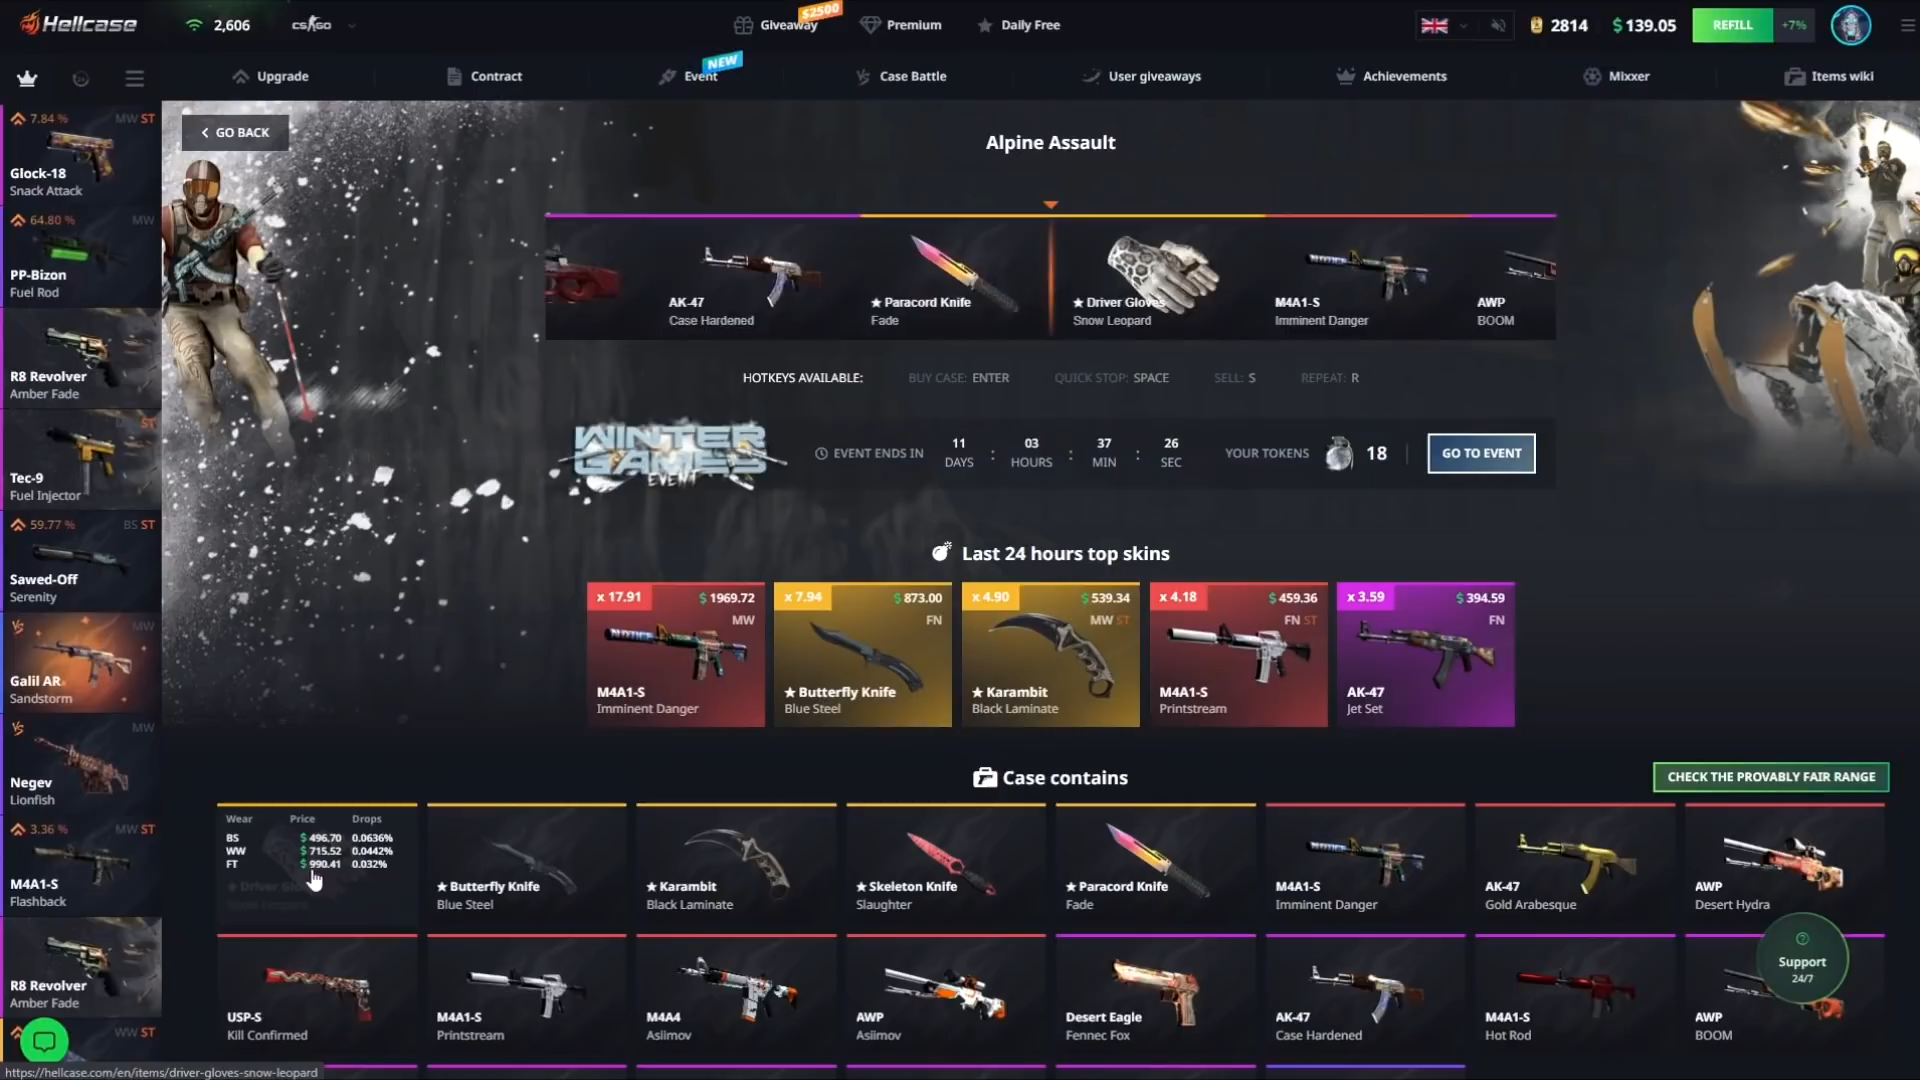 Hellcase
2,606
CS:GO
Giveaway
$2500
Premium
Daily Free
2814
$ 139.05
REFILL
+7%
Upgrade
Contract
Event
NEW
Case Battle
User giveaways
Achievements
Mixxer
Items wiki
7.84 %
MW ST
Glock-18
Snack Attack
64.80 %
MW
PP-Bizon
Fuel Rod
R8 Revolver
Amber Fade
ST
Tec-9
Fuel Injector
59.77 %
BS ST
Sawed-Off
Serenity
MW
Galil AR
Sandstorm
MW
Negev
Lionfish
3.36 %
MW ST
M4A1-S
Flashback
R8 Revolver
Amber Fade
WW ST
GO BACK
Alpine Assault
AK-47
Case Hardened
★ Paracord Knife
Fade
★ Driver Gloves
Snow Leopard
M4A1-S
Imminent Danger
AWP
BOOM
HOTKEYS AVAILABLE:
BUY CASE: ENTER
QUICK STOP: SPACE
SELL: S
REPEAT: R
WINTER
GAMES
EVENT
EVENT ENDS IN
11
DAYS
:
03
HOURS
:
37
MIN
:
26
SEC
YOUR TOKENS
18
GO TO EVENT
Last 24 hours top skins
x 17.91
$ 1969.72
MW
M4A1-S
Imminent Danger
x 7.94
$ 873.00
FN
★ Butterfly Knife
Blue Steel
x 4.90
$ 539.34
MW ST
★ Karambit
Black Laminate
x 4.18
$ 459.36
FN ST
M4A1-S
Printstream
x 3.59
$ 394.59
FN
AK-47
Jet Set
Case contains
CHECK THE PROVABLY FAIR RANGE
Wear Price Drops
BS $ 496.70 0.0636%
WW $ 715.52 0.0442%
FT $ 990.41 0.032%
★ Butterfly Knife
Blue Steel
★ Karambit
Black Laminate
★ Skeleton Knife
Slaughter
★ Paracord Knife
Fade
M4A1-S
Imminent Danger
AK-47
Gold Arabesque
AWP
Desert Hydra
USP-S
Kill Confirmed
M4A1-S
Printstream
M4A4
Asiimov
AWP
Asiimov
Desert Eagle
Fennec Fox
AK-47
Case Hardened
M4A1-S
Hot Rod
AWP
BOOM
Support
24/7
https://hellcase.com/en/items/driver-gloves-snow-leopard